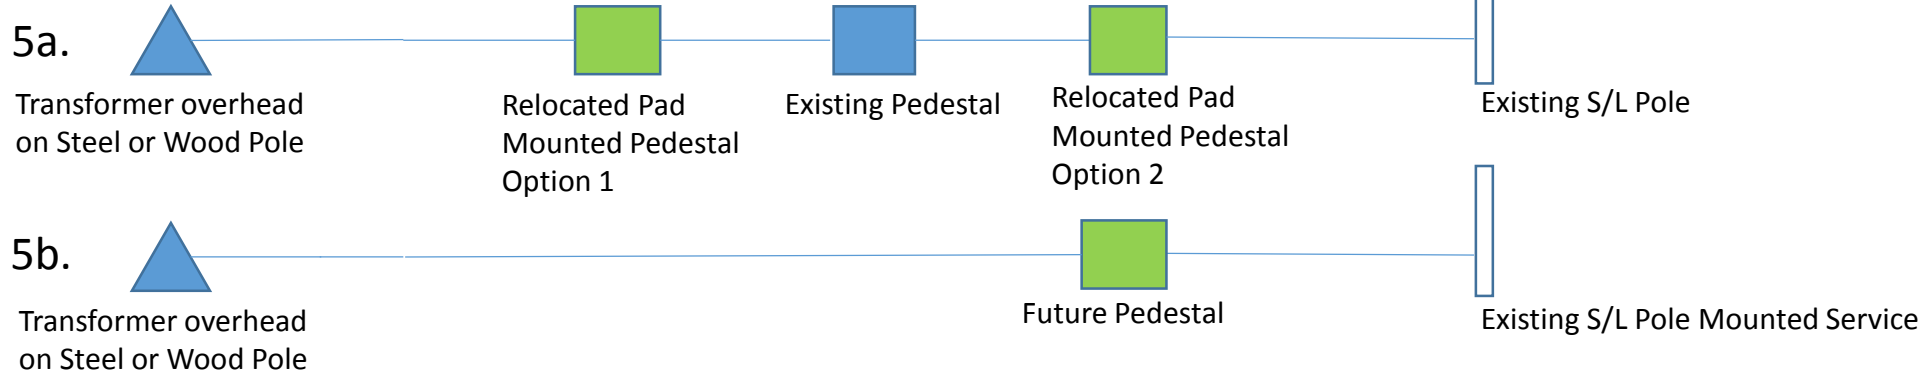 5a.
Transformer overhead
on Steel or Wood Pole
Relocated Pad
Mounted Pedestal
Option 1
Existing Pedestal
Relocated Pad
Mounted Pedestal
Option 2
Existing S/L Pole
5b.
Transformer overhead
on Steel or Wood Pole
Future Pedestal
Existing S/L Pole Mounted Service